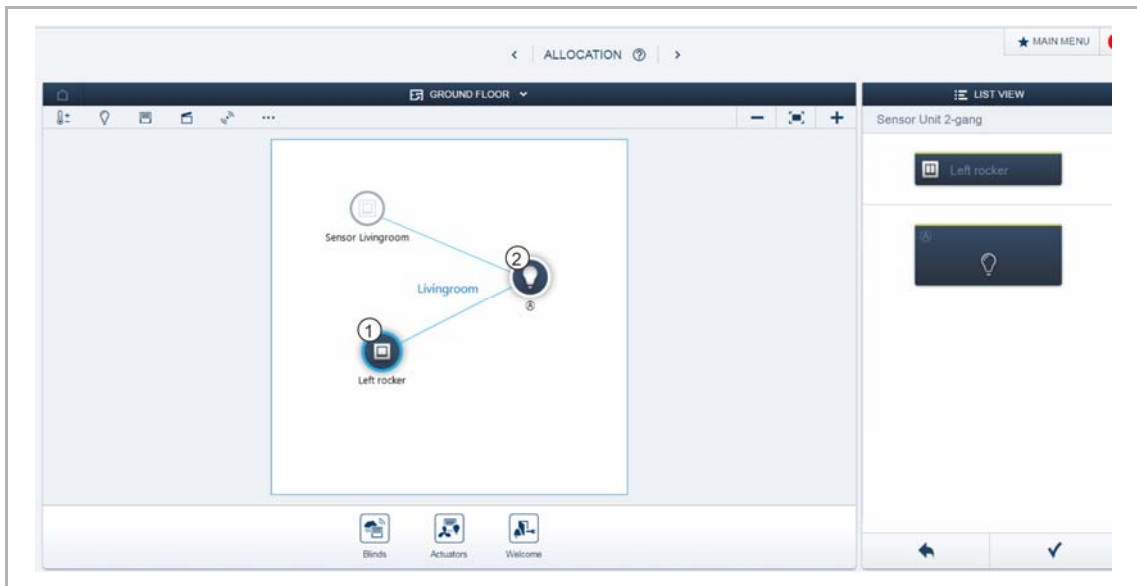 ALLOCATION
MAIN MENU
GROUND FLOOR
LIST VIEW
Sensor Unit 2-gang
Left rocker
Sensor Livingroom
2
Livingroom
1
Left rocker
Blinds
Actuators
Welcome